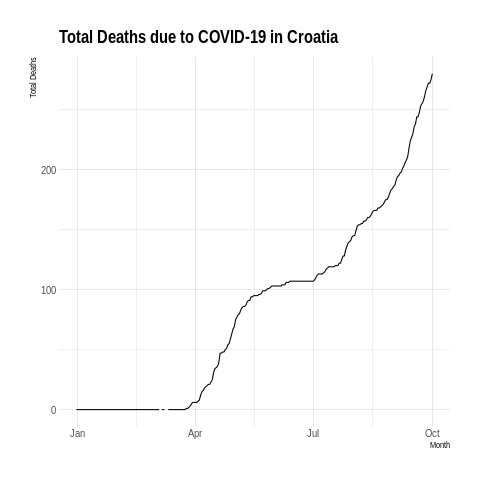 Total Deaths due to COVID-19 in Croatia
Total Deaths
200
100
0
Jan Apr Jul Oct
Month